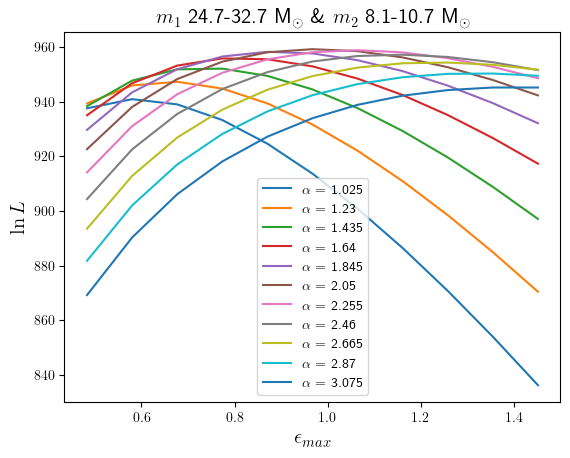 m₁ 24.7-32.7 M☉ & m₂ 8.1-10.7 M☉
ln L
960
940
920
900
880
860
840
α = 1.025
α = 1.23
α = 1.435
α = 1.64
α = 1.845
α = 2.05
α = 2.255
α = 2.46
α = 2.665
α = 2.87
α = 3.075
0.6 0.8 1.0 1.2 1.4
ϵmax